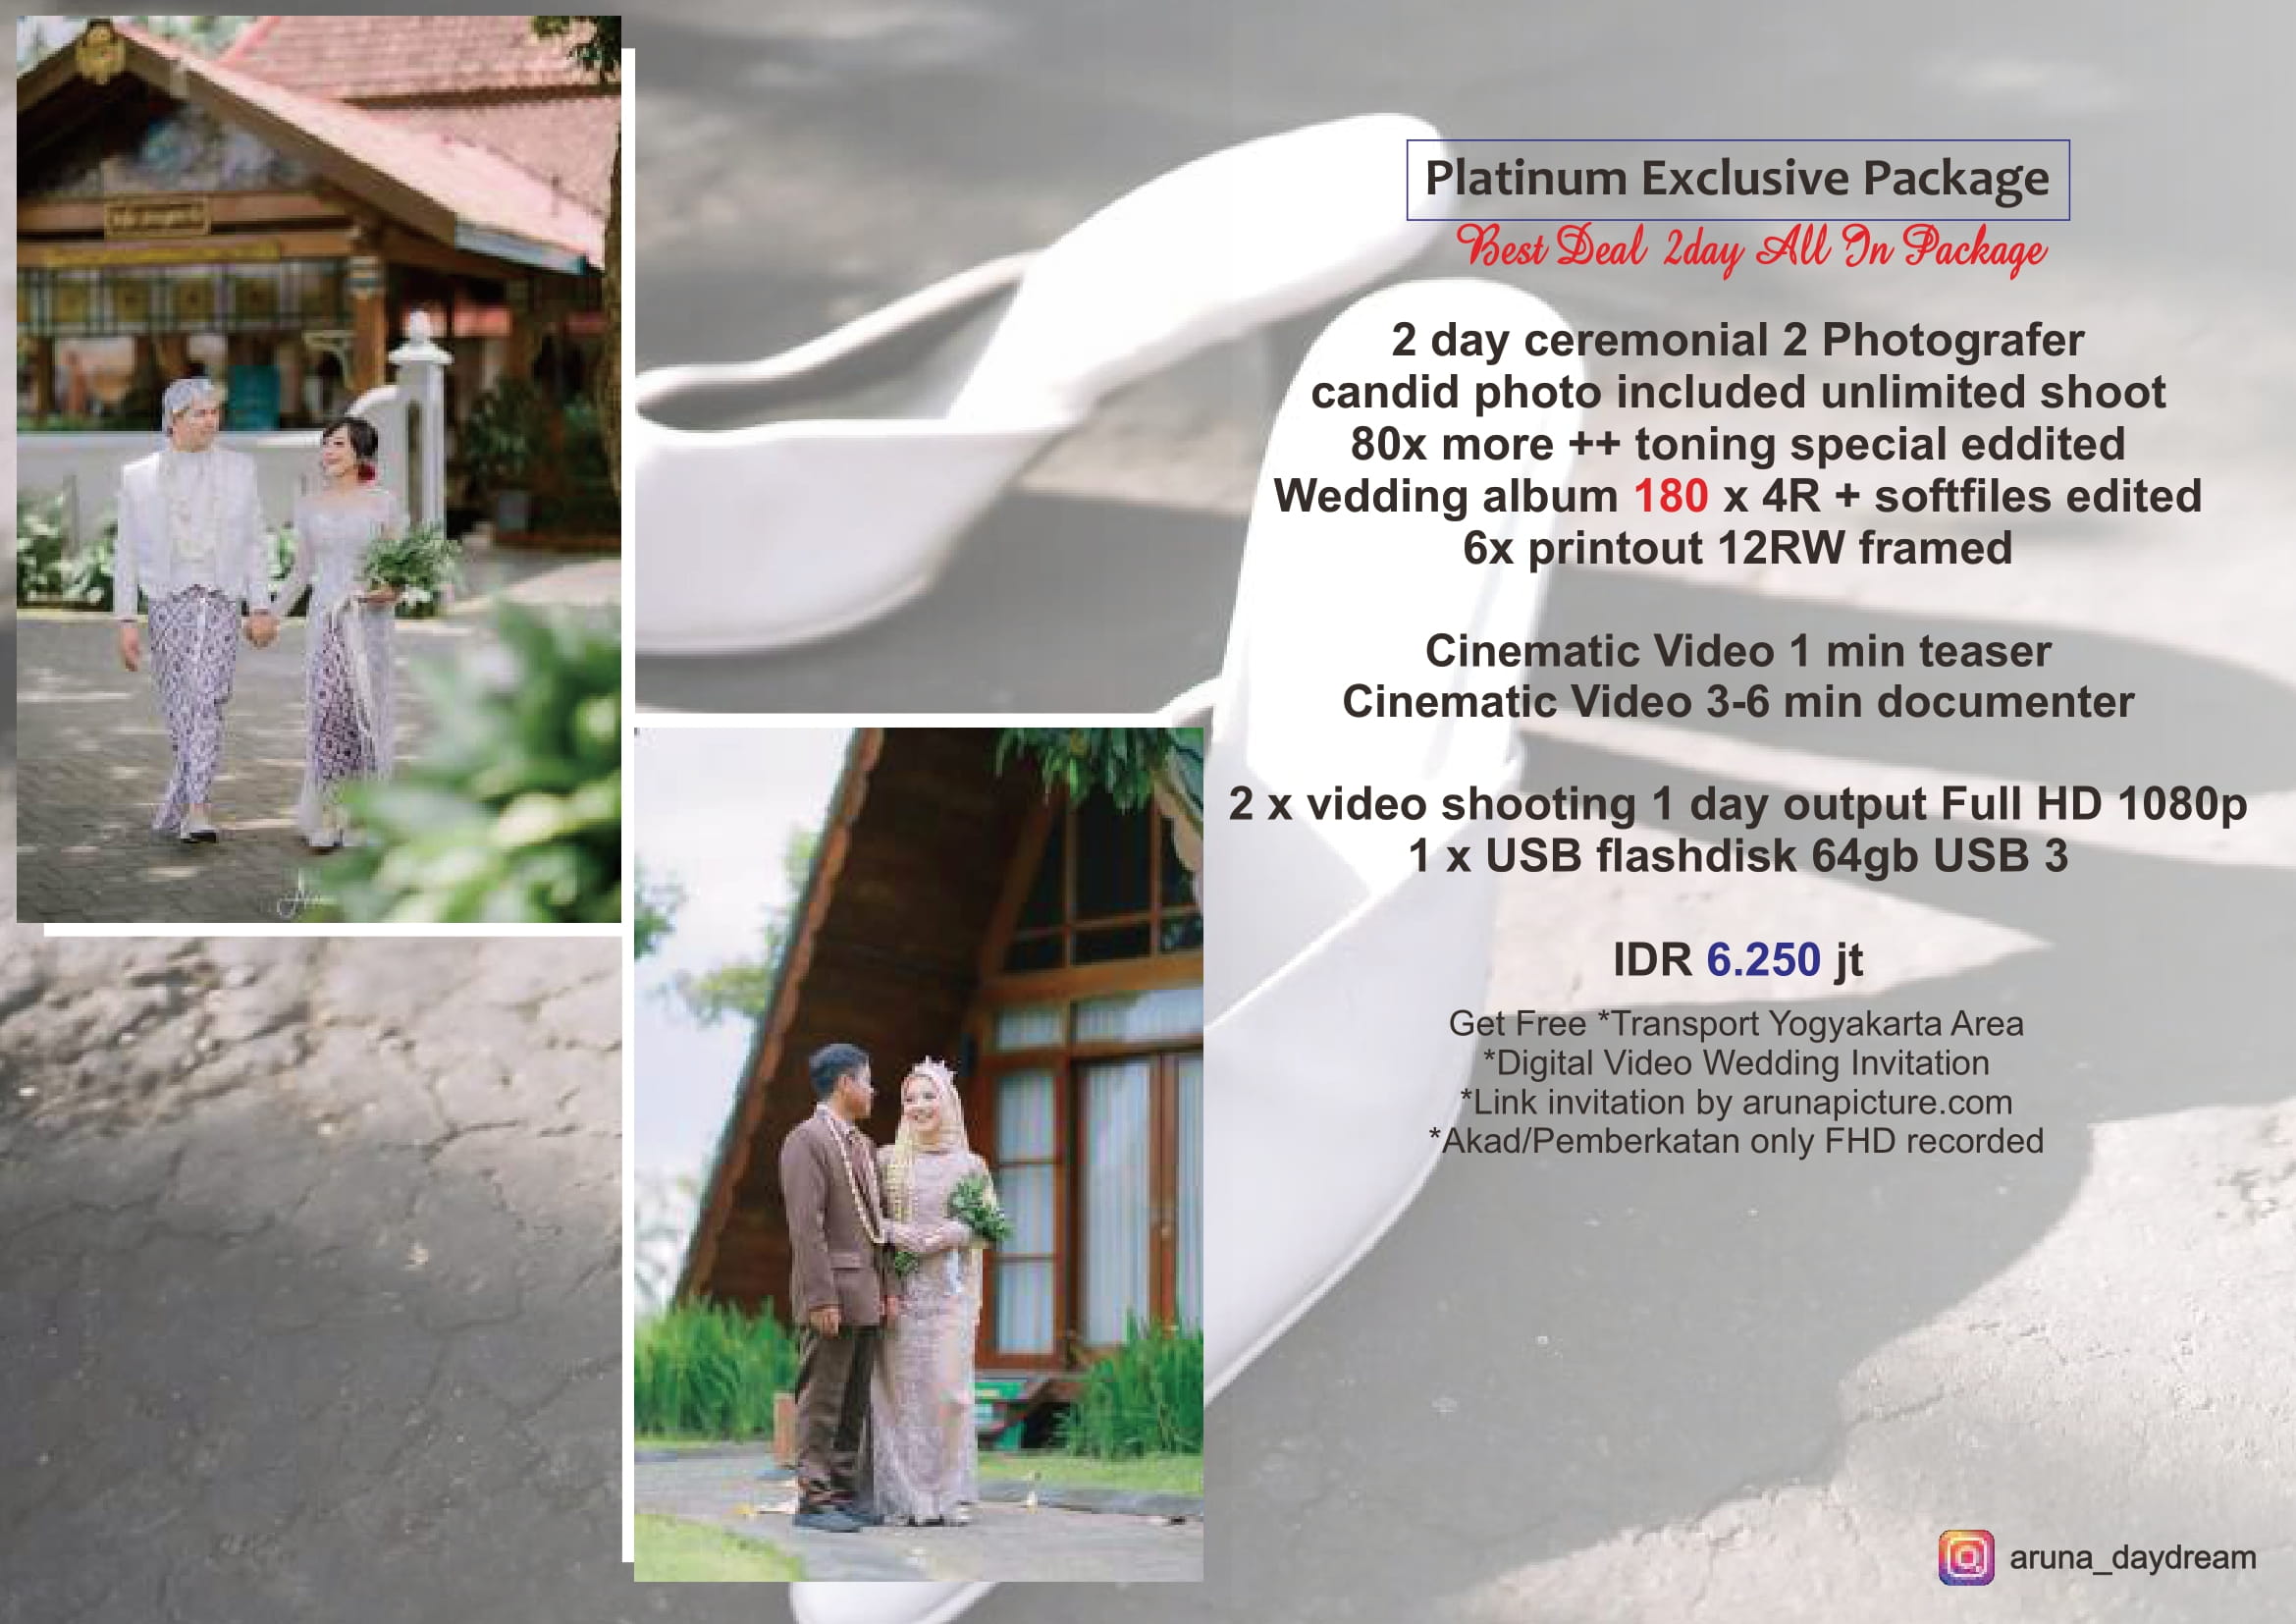 Platinum Exclusive Package
Best Deal 2day All In Package
2 day ceremonial 2 Photografer
candid photo included unlimited shoot
80x more ++ toning special eddited
Wedding album 180 x 4R + softfiles edited
6x printout 12RW framed
Cinematic Video 1 min teaser
Cinematic Video 3-6 min documenter
2 x video shooting 1 day output Full HD 1080p
1 x USB flashdisk 64gb USB 3
IDR 6.250 jt
Get Free *Transport Yogyakarta Area
*Digital Video Wedding Invitation
*Link invitation by arunapicture.com
*Akad/Pemberkatan only FHD recorded
aruna_daydream